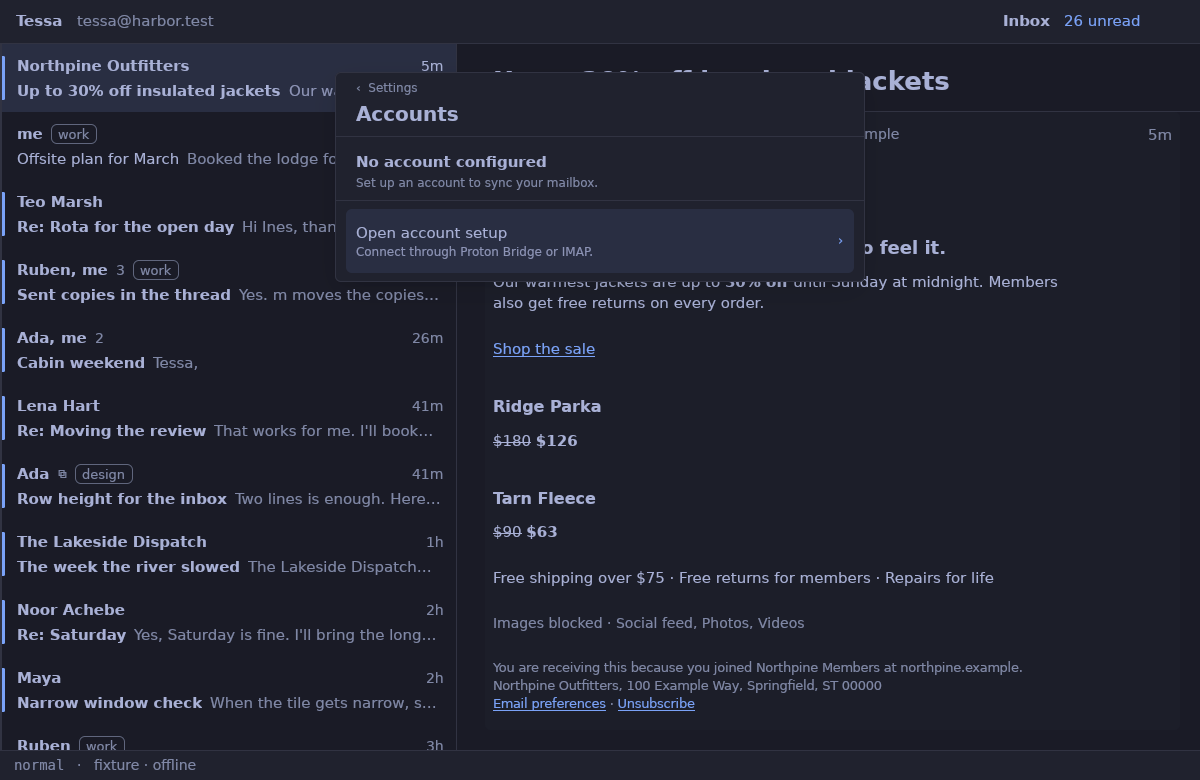 Tessa tessa@harbor.test
Inbox 26 unread
Northpine Outfitters 5m
Up to 30% off insulated jackets Our
me work
Offsite plan for March Booked the lodge
Teo Marsh
Re: Rota for the open day Hi Ines,
Ruben, me 3 work
Sent copies in the thread Yes. m moves the copies…
Ada, me 2 26m
Cabin weekend Tessa,
Lena Hart 41m
Re: Moving the review That works for me. I'll book…
Ada design 41m
Row height for the inbox Two lines is enough. Here…
The Lakeside Dispatch 1h
The week the river slowed The Lakeside Dispatch…
Noor Achebe 2h
Re: Saturday Yes, Saturday is fine. I'll bring the long…
Maya 2h
Narrow window check When the tile gets narrow, s…
Ruben work 3h
‹ Settings
Accounts
No account configured
Set up an account to sync your mailbox.
Open account setup ›
Connect through Proton Bridge or IMAP.
5m
feel it.
Our warmest jackets are up to 30% off until Sunday at midnight. Members
also get free returns on every order.
Shop the sale
Ridge Parka
$180 $126
Tarn Fleece
$90 $63
Free shipping over $75 · Free returns for members · Repairs for life
Images blocked · Social feed, Photos, Videos
You are receiving this because you joined Northpine Members at northpine.example.
Northpine Outfitters, 100 Example Way, Springfield, ST 00000
Email preferences · Unsubscribe
normal · fixture · offline